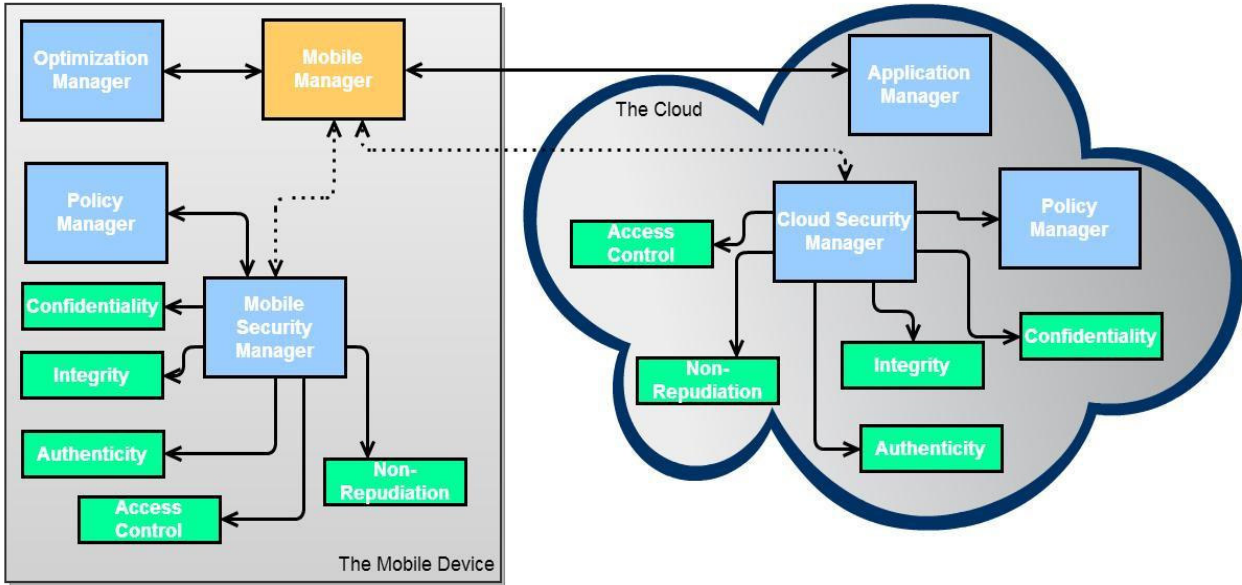 Optimization
Manager
Mobile
Manager
Policy
Manager
Confidentiality
Integrity
Authenticity
Access
Control
Mobile
Security
Manager
Non-
Repudiation
The Mobile Device
The Cloud
Application
Manager
Cloud Security
Manager
Policy
Manager
Access
Control
Non-
Repudiation
Integrity
Confidentiality
Authenticity